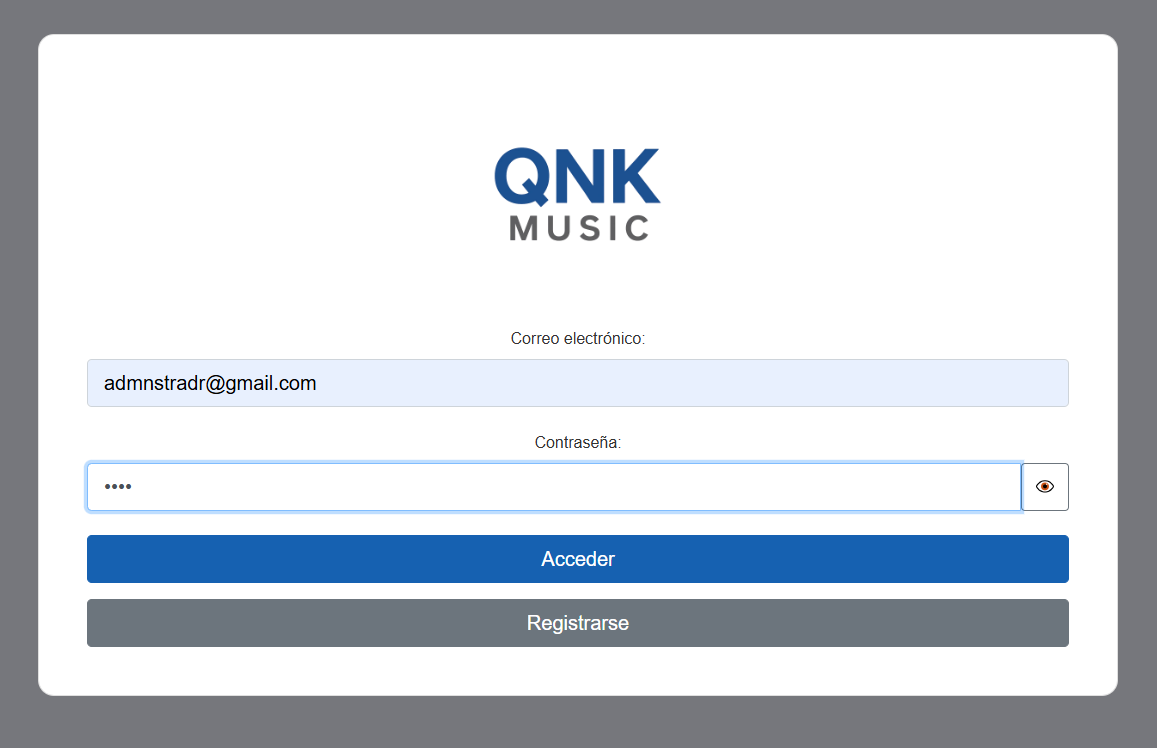 QNK
MUSIC
Correo electrónico:
admnstradr@gmail.com
Contraseña:
••••
Acceder
Registrarse